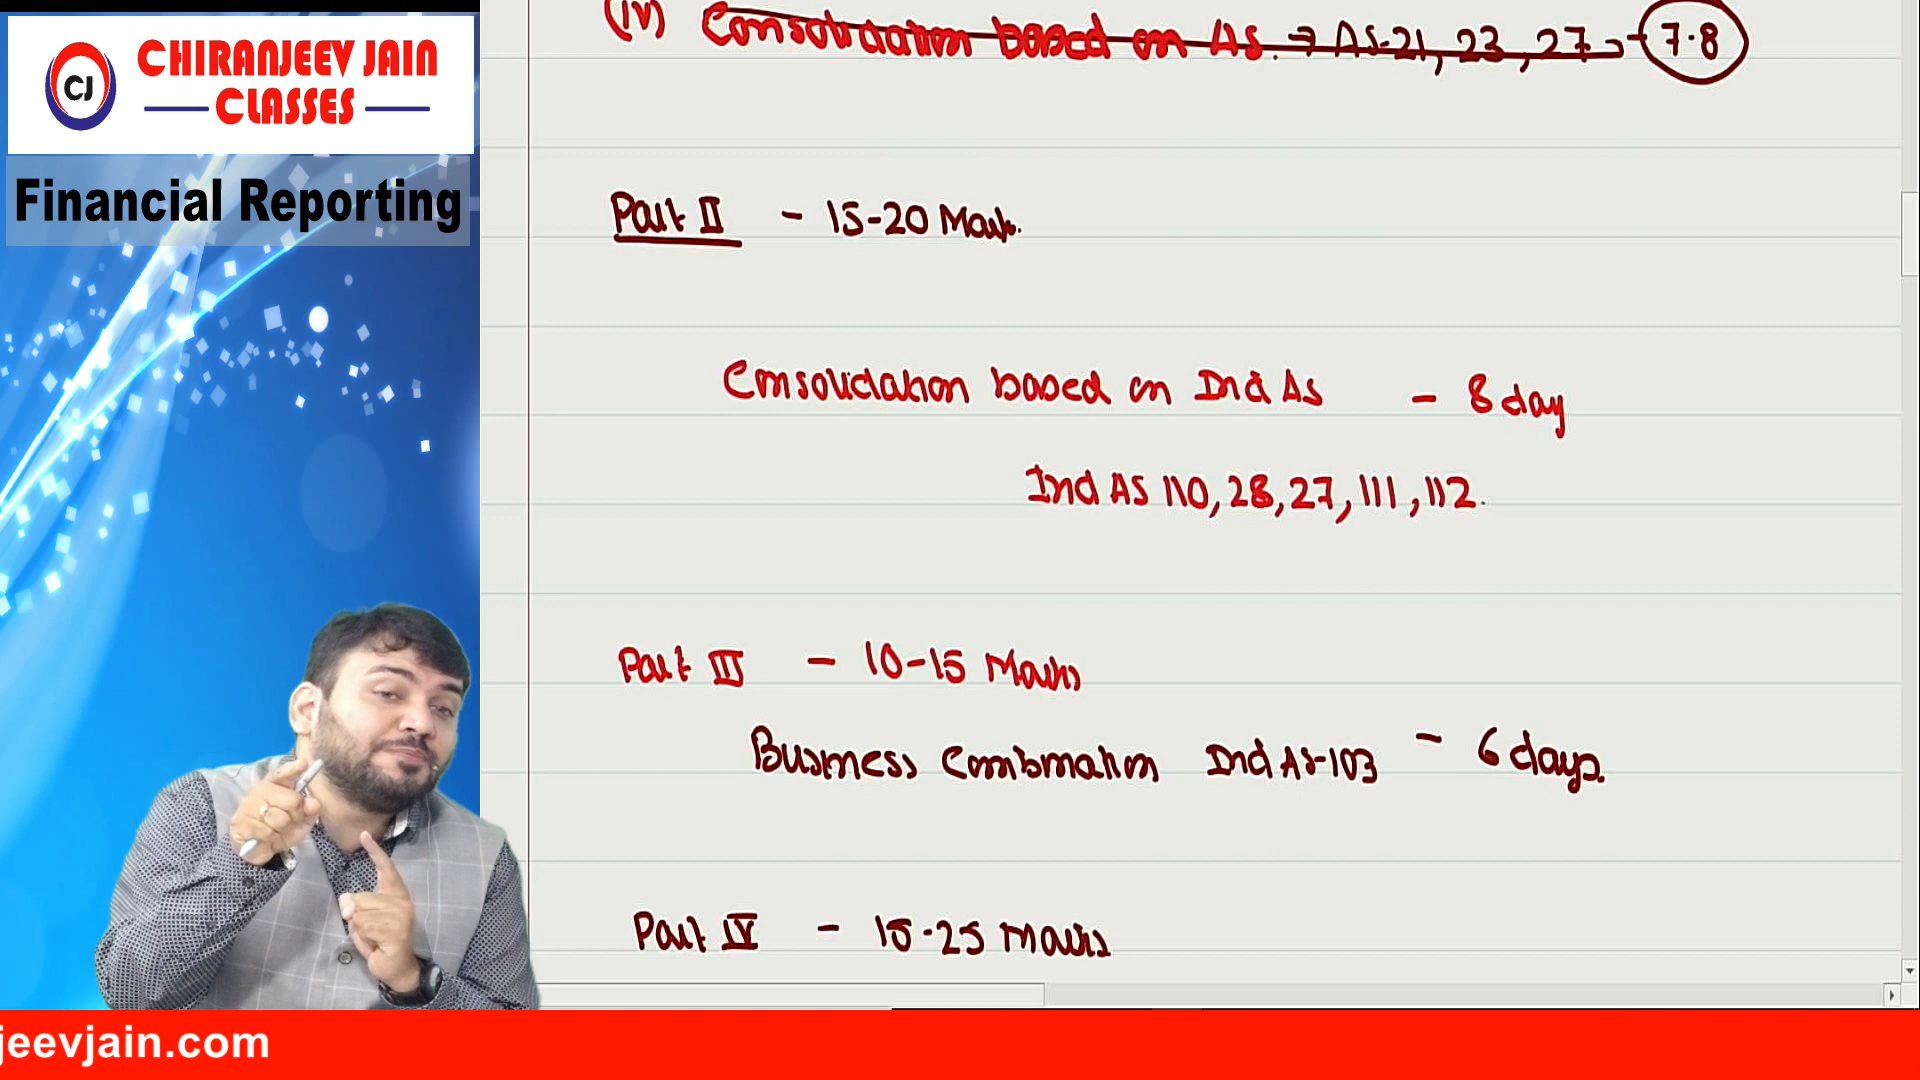 CHIRANJEEV JAIN
CLASSES
CJ
Financial Reporting
(iv) Consolidation based on AS. → AS-21, 23, 27 → 7.8
Part II - 15-20 Mark.
Consolidation based on Ind AS - 8 day
Ind AS 110, 28, 27, 111, 112.
Part III - 10-15 Marks
Business Combination Ind AS-103 - 6 days.
Part IV - 15-25 Marks
jeevjain.com